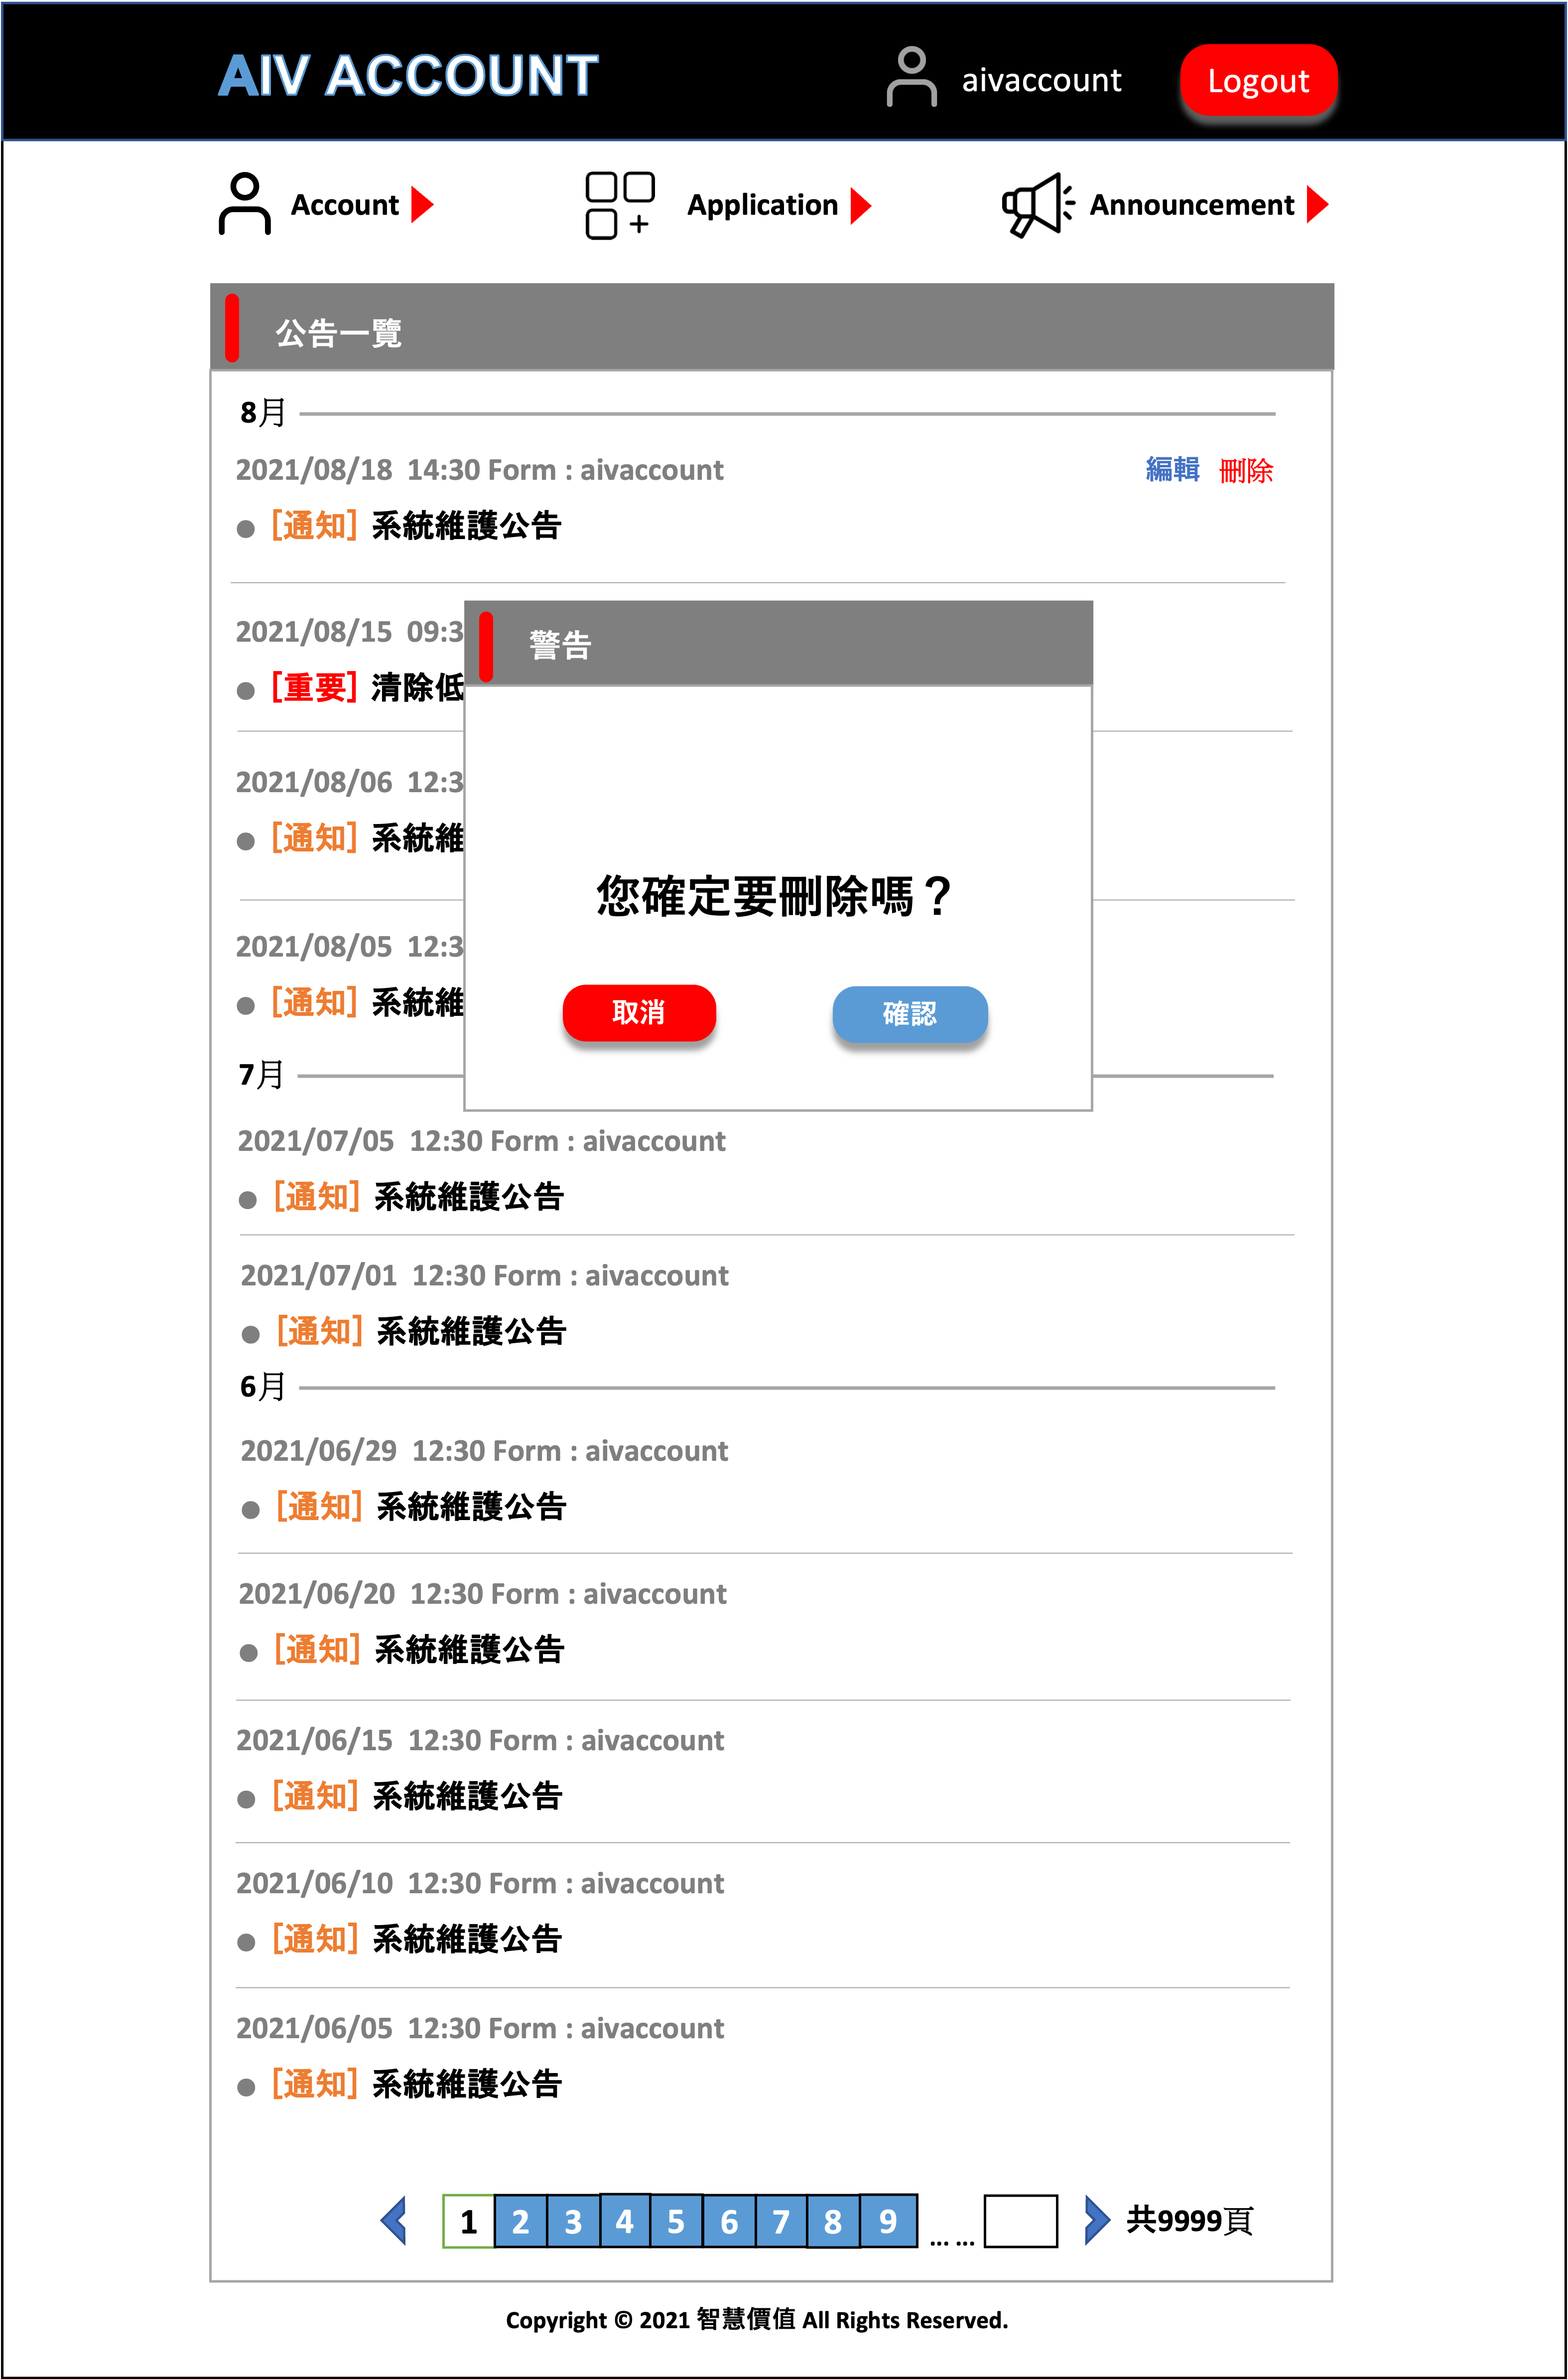 AIV ACCOUNT
aivaccount
Logout
Account
Application
Announcement
公告一覽
8月
2021/08/18 14:30 Form : aivaccount
編輯 刪除
[通知] 系統維護公告
2021/08/15 09:3
[重要] 清除低
2021/08/06 12:3
[通知] 系統維
2021/08/05 12:3
[通知] 系統維
警告
您確定要刪除嗎？
取消
確認
7月
2021/07/05 12:30 Form : aivaccount
[通知] 系統維護公告
2021/07/01 12:30 Form : aivaccount
[通知] 系統維護公告
6月
2021/06/29 12:30 Form : aivaccount
[通知] 系統維護公告
2021/06/20 12:30 Form : aivaccount
[通知] 系統維護公告
2021/06/15 12:30 Form : aivaccount
[通知] 系統維護公告
2021/06/10 12:30 Form : aivaccount
[通知] 系統維護公告
2021/06/05 12:30 Form : aivaccount
[通知] 系統維護公告
1 2 3 4 5 6 7 8 9 ... ... 共9999頁
Copyright © 2021 智慧價值 All Rights Reserved.